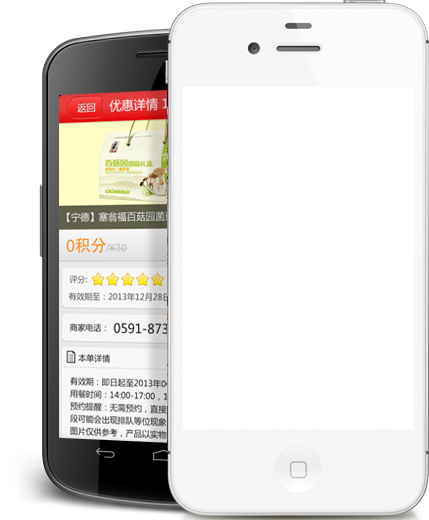 返回 优惠详情 1
百菇园
【宁德】塞翁福百菇园菌
0积分/¥30
评分:
有效期至：2013年12月28日
商家电话： 0591-873
本单详情
有效期：即日起至2013年0
用餐时间：14:00-17:00，1
预约提醒：无需预约，直接
段可能会出现排队等位现象
图片仅供参考，产品以实物